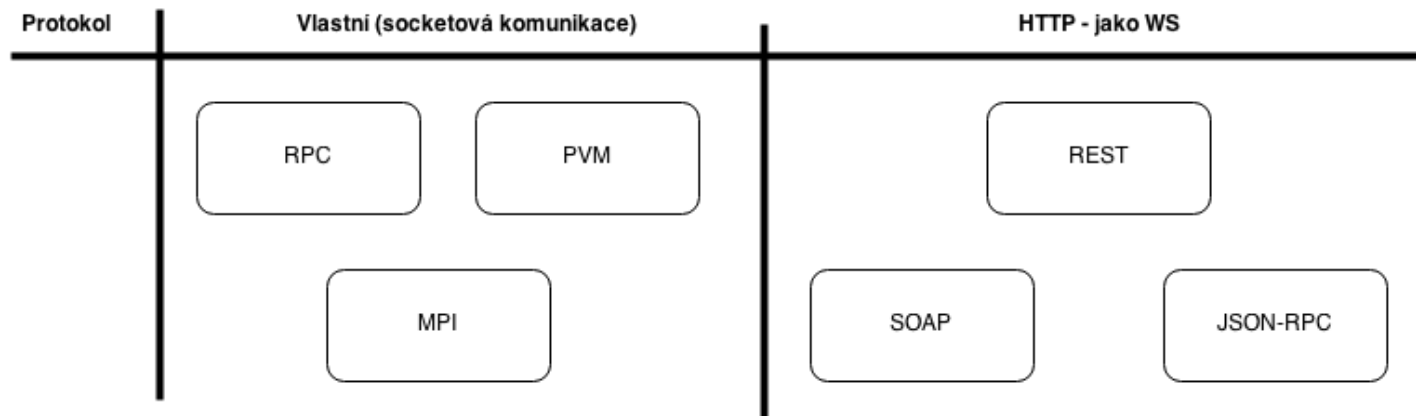 Protokol
Vlastní (socketová komunikace)
HTTP - jako WS
RPC
PVM
REST
MPI
SOAP
JSON-RPC